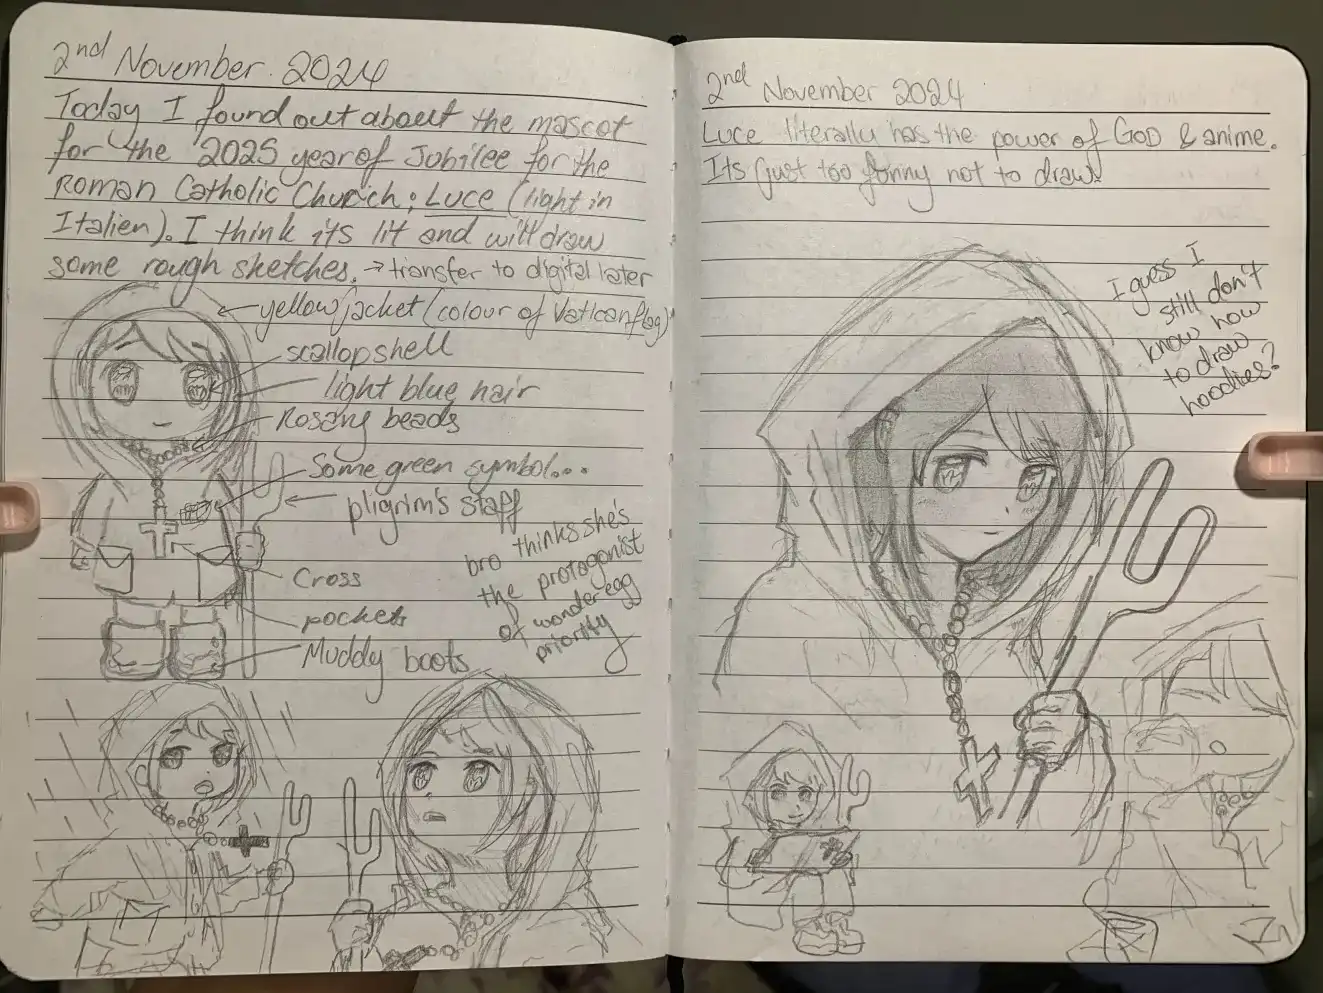 2nd November. 2024
Today I found out about the mascot
for the 2025 year of Jubilee for the
Roman Catholic Church; Luce (light in
Italien). I think its lit and will draw
some rough sketches. → transfer to digital later
yellow jacket (colour of Vatican flag)
scallop shell
light blue hair
Rosary beads
Some green symbol...
pligrim's staff
bro thinks she's
the protogonist
of wonder egg
priority
Cross
pockets
Muddy boots
2nd November 2024
Luce literally has the power of GOD & anime.
Its just too funny not to draw.
I guess I
still don't
know how
to draw
hoodies?